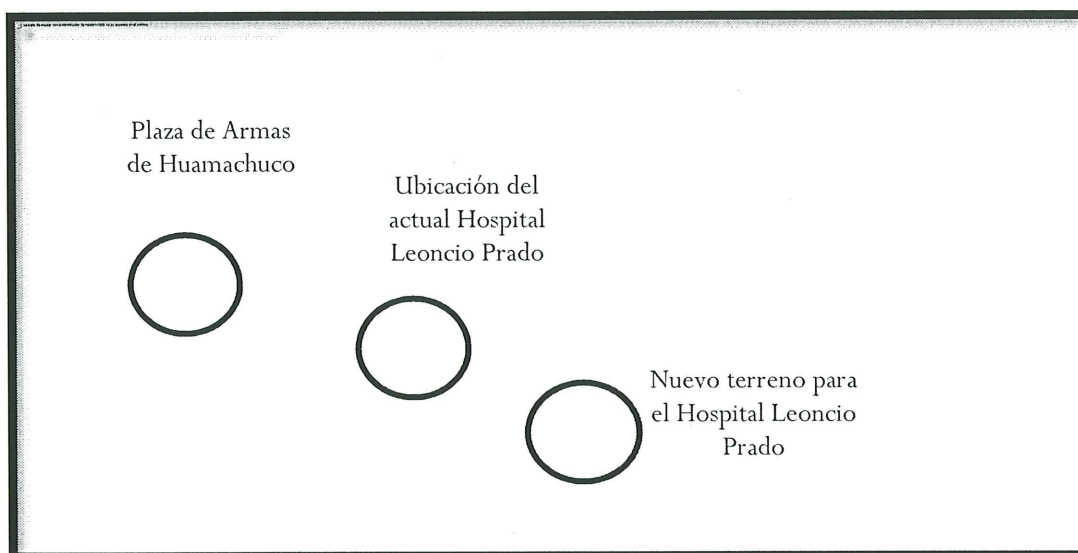 Plaza de Armas
de Huamachuco
Ubicación del
actual Hospital
Leoncio Prado
Nuevo terreno para
el Hospital Leoncio
Prado